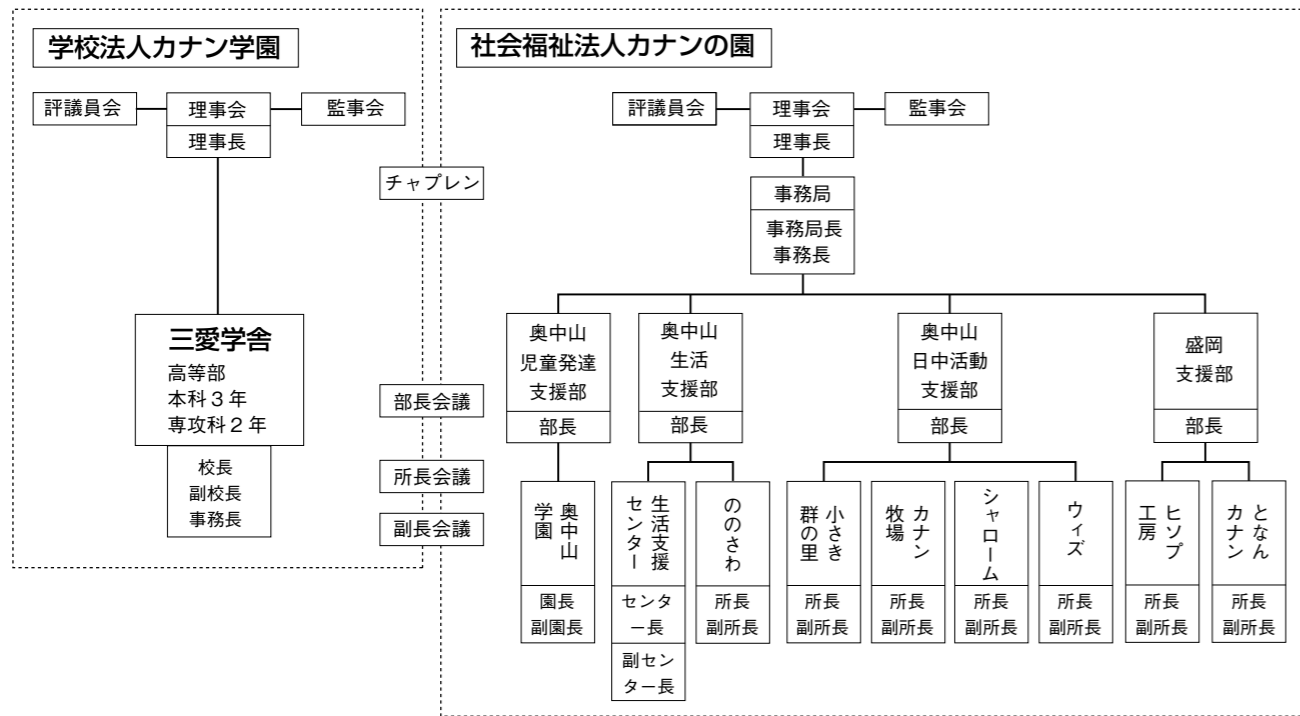 学校法人カナン学園
評議員会
理事会
監事会
理事長
三愛学舎
高等部
本科3年
専攻科2年
校長
副校長
事務長
チャプレン
部長会議
所長会議
副長会議
社会福祉法人カナンの園
評議員会
理事会
監事会
理事長
事務局
事務局長
事務長
奥中山
児童発達
支援部
部長
奥中山
学園
園長
副園長
奥中山
生活
支援部
部長
生活支援
センター
センタ
ー長
副セン
ター長
ののさわ
所長
副所長
奥中山
日中活動
支援部
部長
小さき
群の里
所長
副所長
カナン
牧場
所長
副所長
シャローム
所長
副所長
ウィズ
所長
副所長
盛岡
支援部
部長
ヒソプ
工房
所長
副所長
となん
カナン
所長
副所長